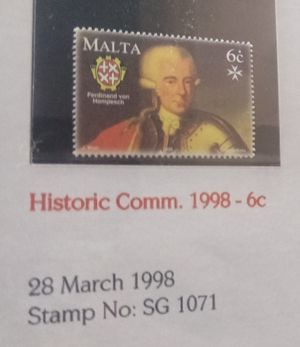 MALTA 6c
Ferdinand von
Hompesch
Historic Comm. 1998 - 6c
28 March 1998
Stamp No: SG 1071